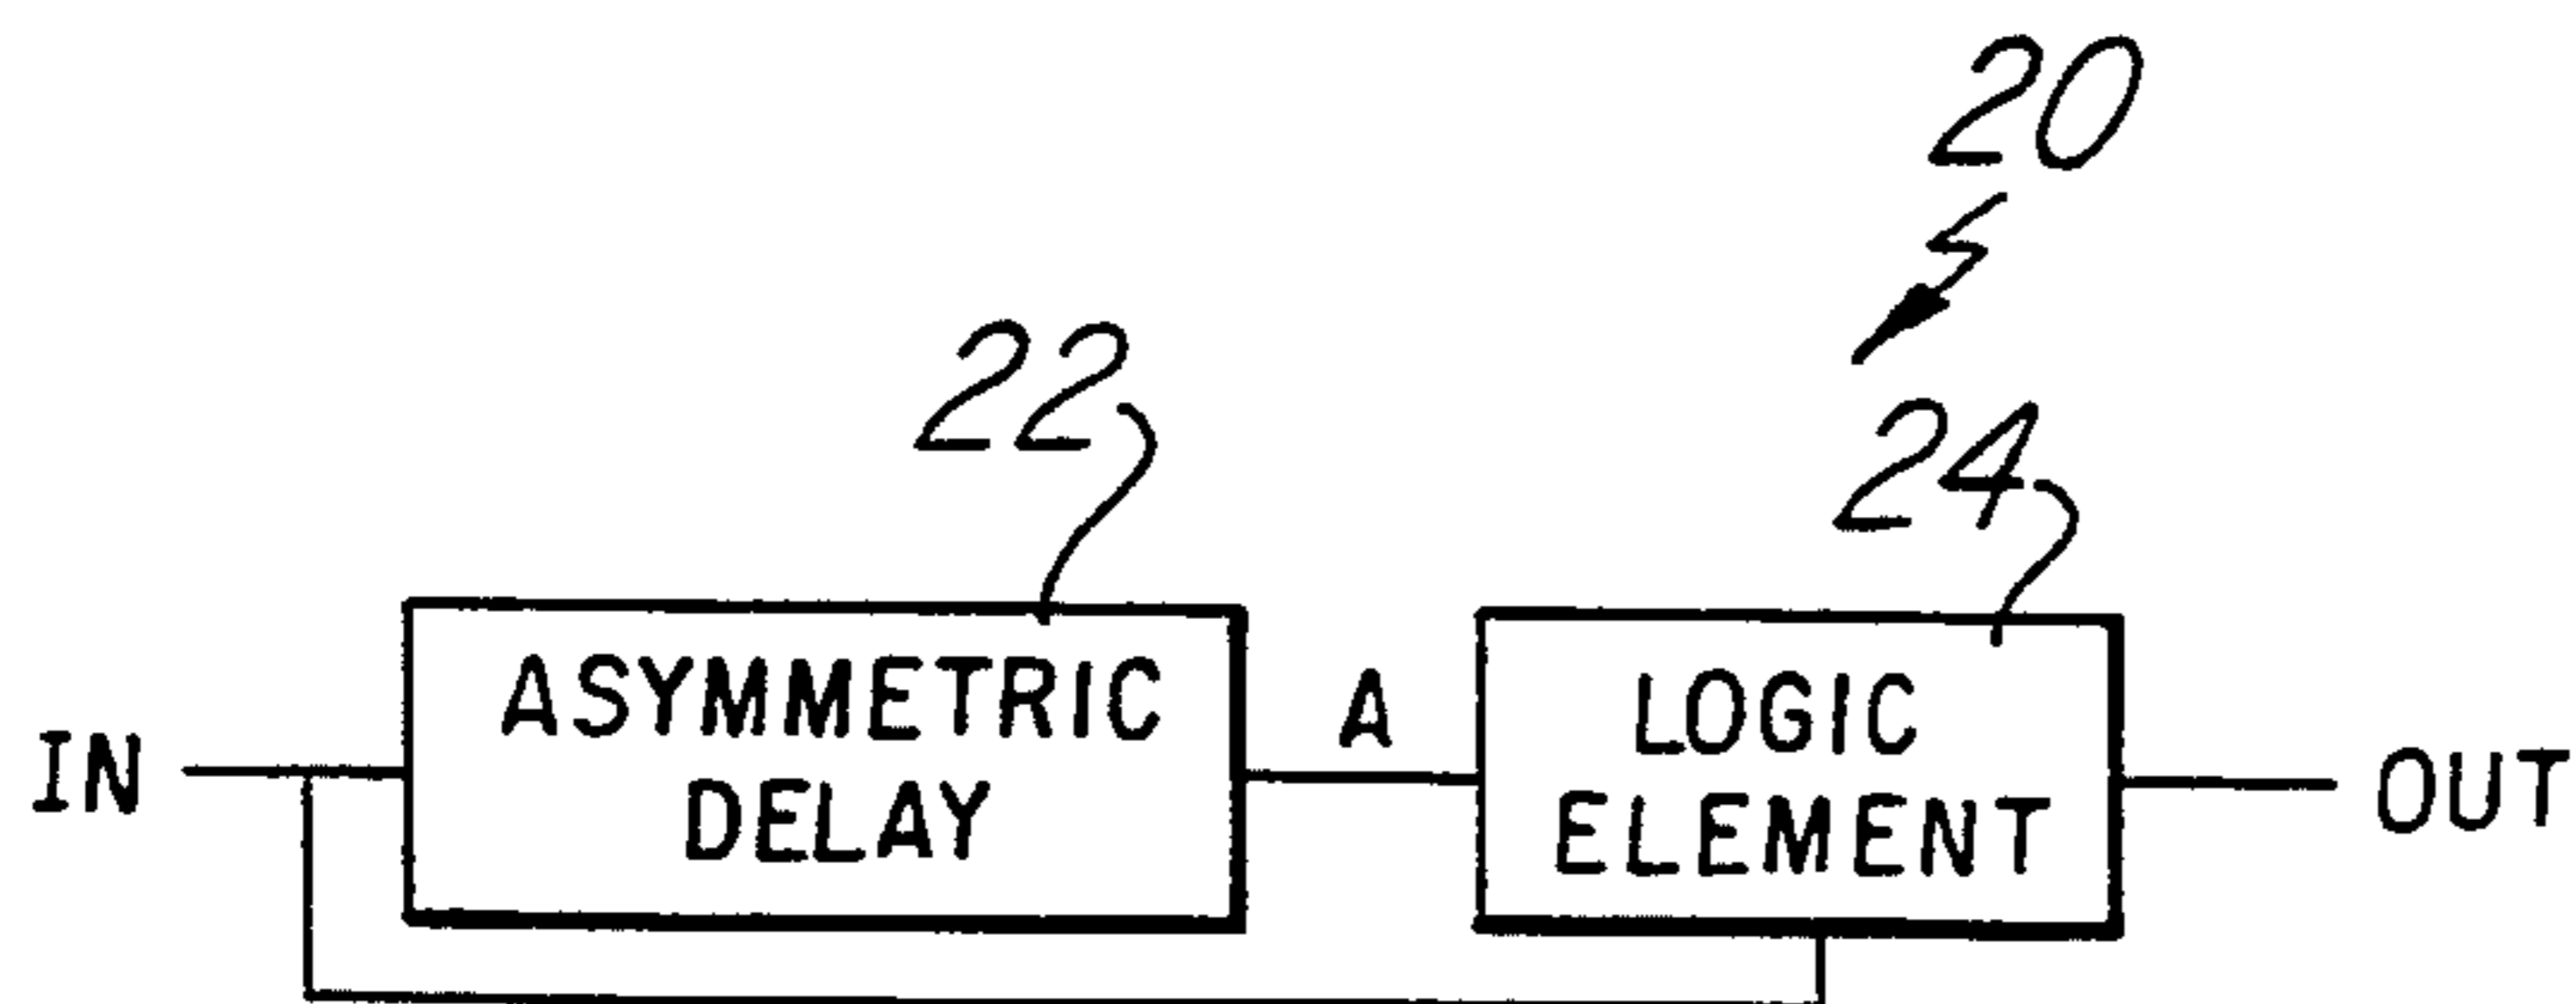 20
22
24
ASYMMETRIC
DELAY
A
LOGIC
ELEMENT
IN
OUT